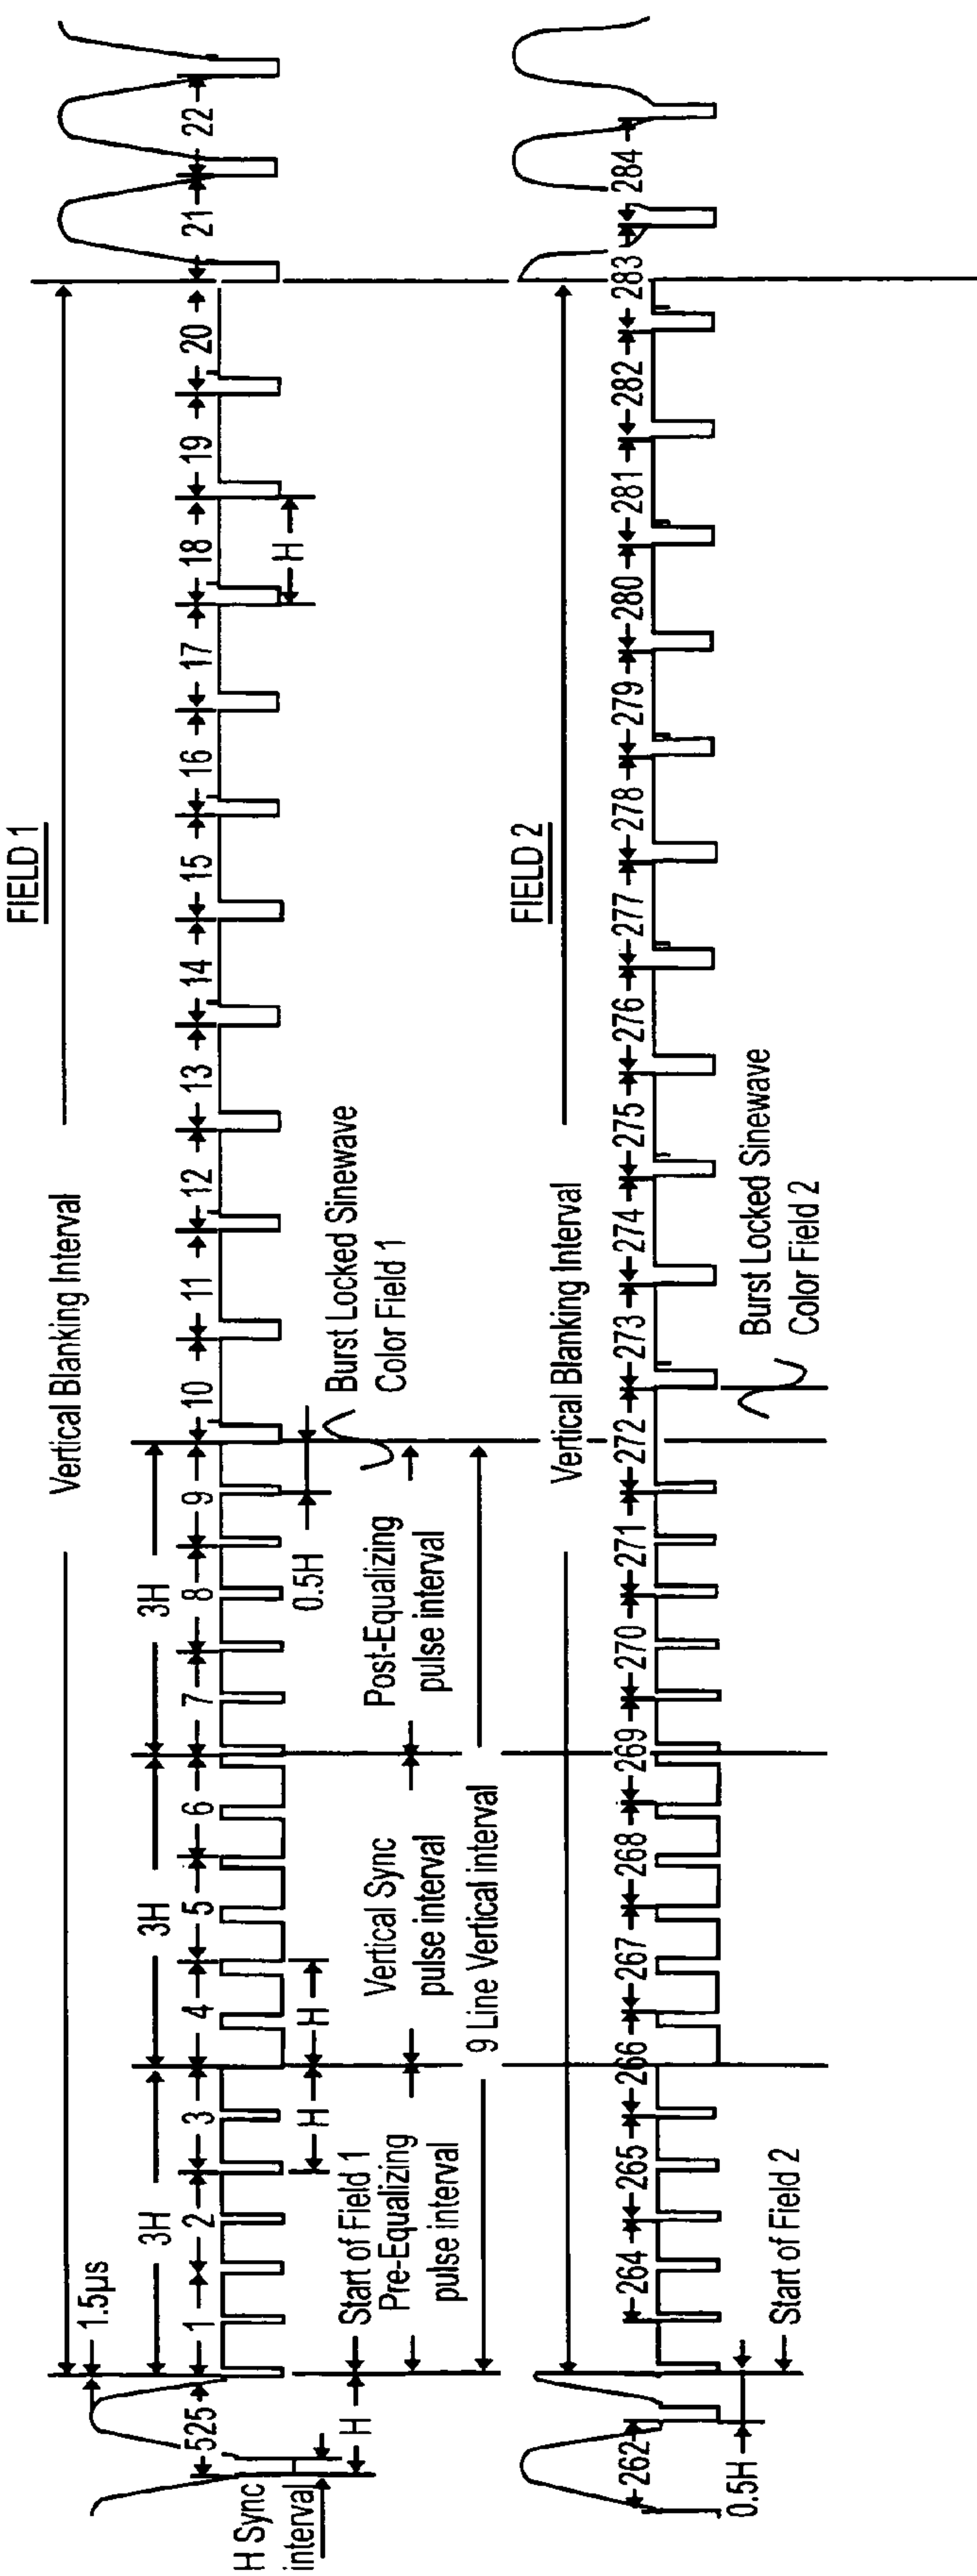 FIELD 1
Vertical Blanking Interval
1.5µs
3H 3H 3H
525 1 2 3 4 5 6 7 8 9 10 11 12 13 14 15 16 17 18 19 20 21 22
H Sync
interval
H
H H
0.5H
H
Start of Field 1
Pre-Equalizing
pulse interval
Vertical Sync
pulse interval
Post-Equalizing
pulse interval
Burst Locked Sinewave
Color Field 1
9 Line Vertical interval
FIELD 2
Vertical Blanking Interval
262 264 265 266 267 268 269 270 271 272 273 274 275 276 277 278 279 280 281 282 283 284
0.5H
Start of Field 2
Burst Locked Sinewave
Color Field 2